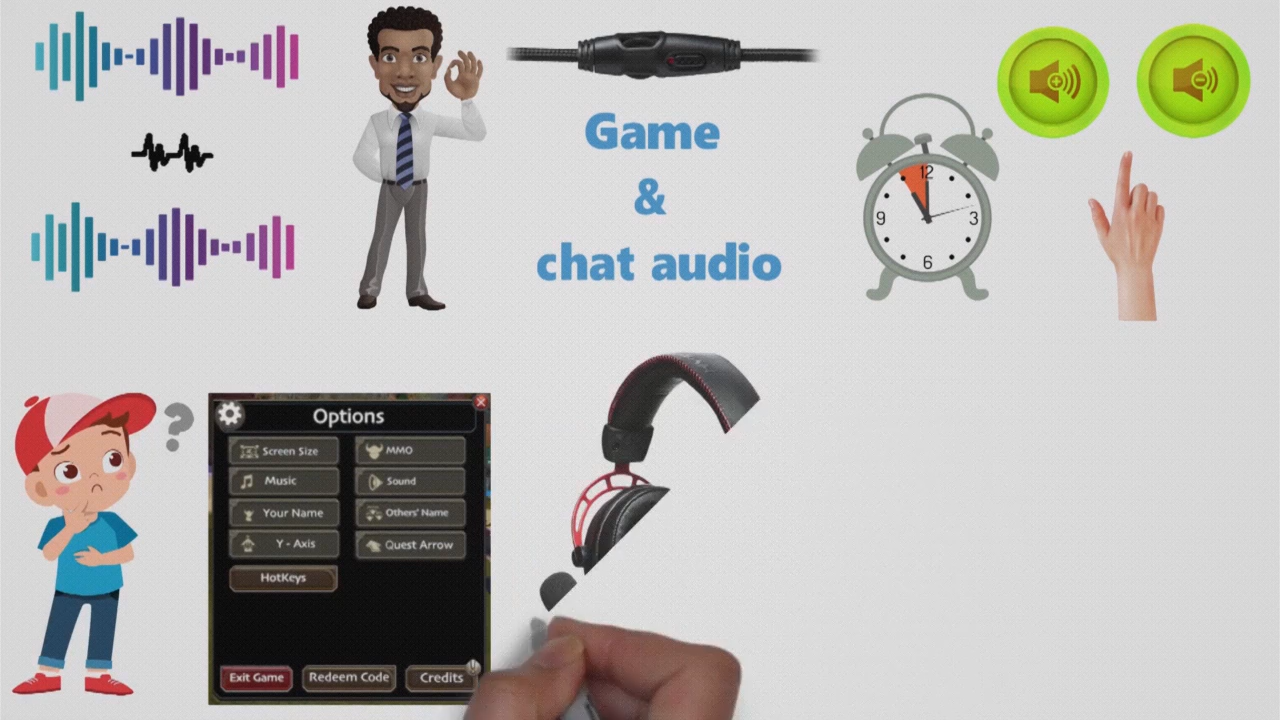 Game
&
chat audio
12
9
3
6
Options
Screen Size
MMO
Music
Sound
Your Name
Others' Name
Y - Axis
Quest Arrow
HotKeys
Exit Game
Redeem Code
Credits